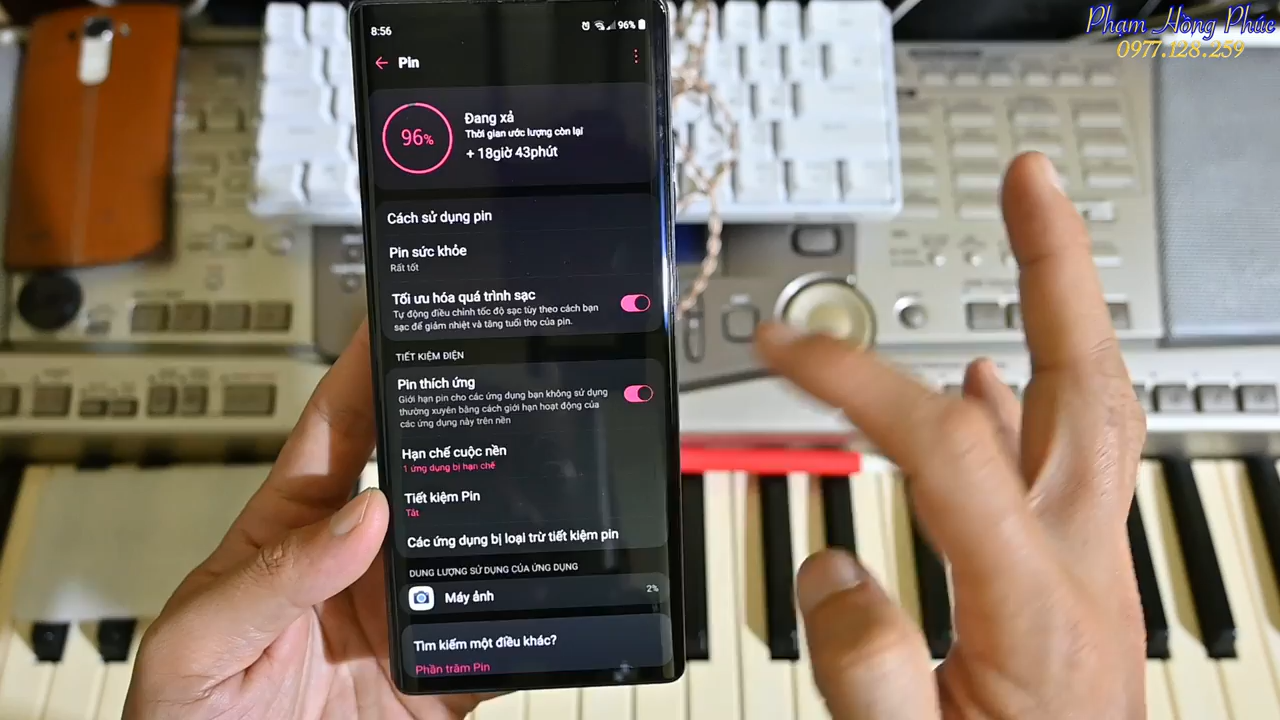 Phạm Hồng Phúc
0977.128.259
8:56
96%
Pin
96%
Đang xả
Thời gian ước lượng còn lại
+ 18giờ 43phút
Cách sử dụng pin
Pin sức khỏe
Rất tốt
Tối ưu hóa quá trình sạc
Tự động điều chỉnh tốc độ sạc tùy theo cách bạn
sạc để giảm nhiệt và tăng tuổi thọ của pin.
TIẾT KIỆM ĐIỆN
Pin thích ứng
Giới hạn pin cho các ứng dụng bạn không sử dụng
thường xuyên bằng cách giới hạn hoạt động của
các ứng dụng này trên nền
Hạn chế cuộc nền
1 ứng dụng bị hạn chế
Tiết kiệm Pin
Tắt
Các ứng dụng bị loại trừ tiết kiệm pin
DUNG LƯỢNG SỬ DỤNG CỦA ỨNG DỤNG
Máy ảnh
2%
Tìm kiếm một điều khác?
Phần trăm Pin